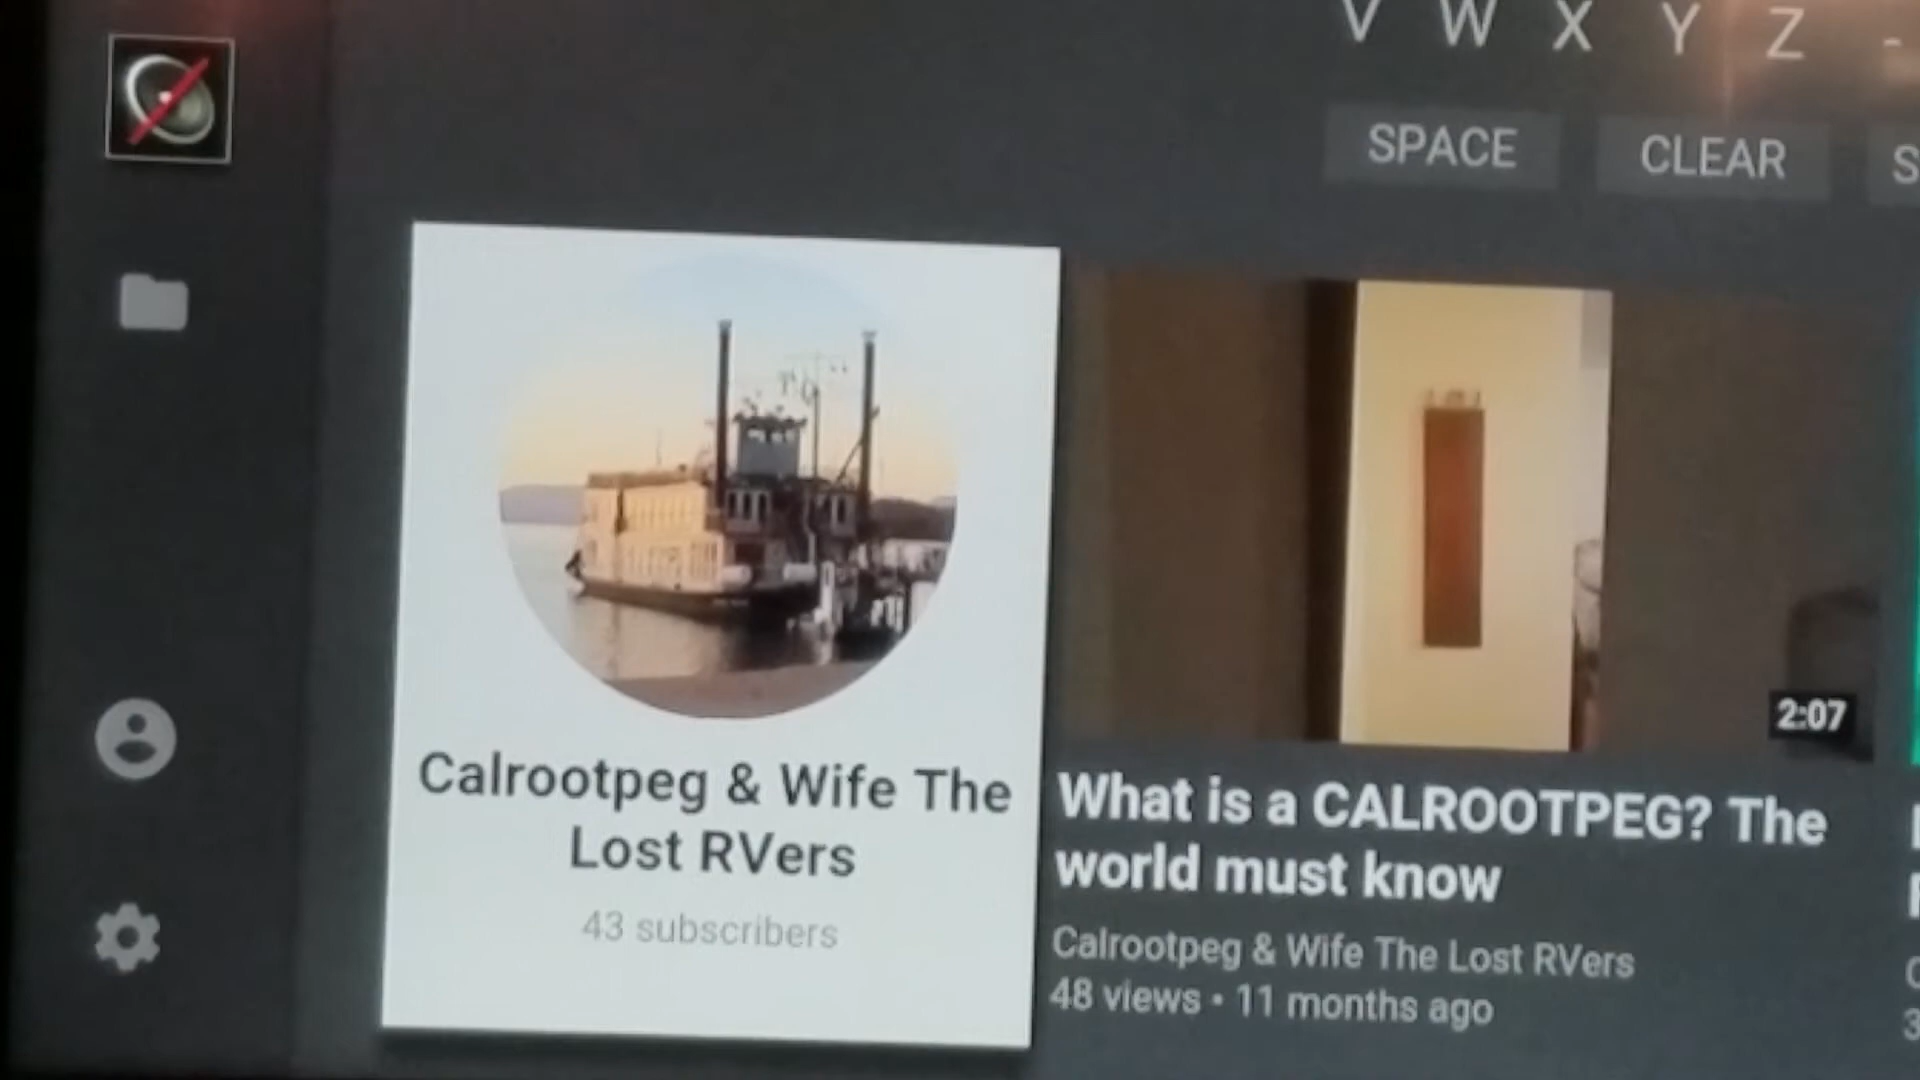 V W X Y Z -
SPACE CLEAR S
2:07
Calrootpeg & Wife The
Lost RVers
43 subscribers
What is a CALROOTPEG? The
world must know
Calrootpeg & Wife The Lost RVers
48 views • 11 months ago